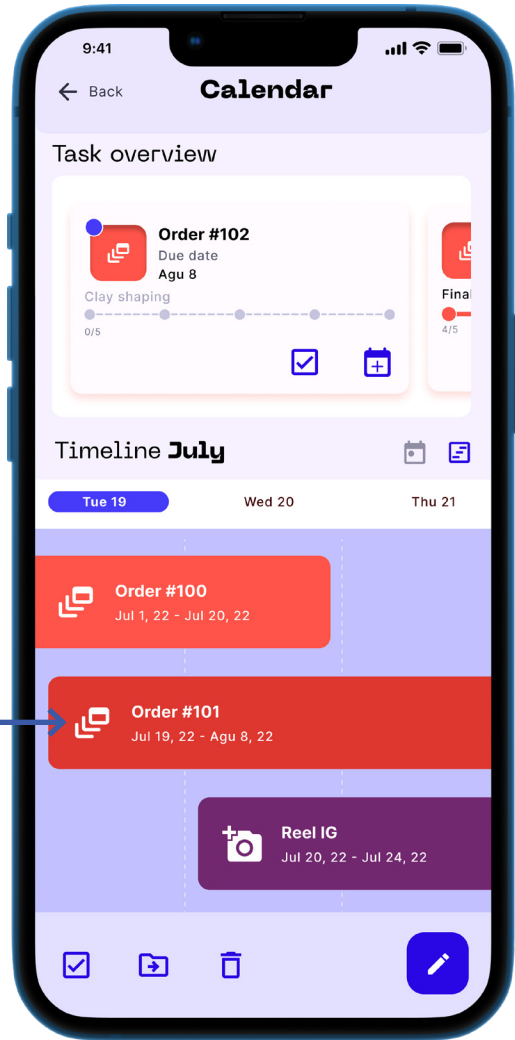 9:41
Back
Calendar
Task overview
Order #102
Due date
Agu 8
Clay shaping
0/5
Final
4/5
Timeline July
Tue 19
Wed 20
Thu 21
Order #100
Jul 1, 22 - Jul 20, 22
Order #101
Jul 19, 22 - Agu 8, 22
Reel IG
Jul 20, 22 - Jul 24, 22